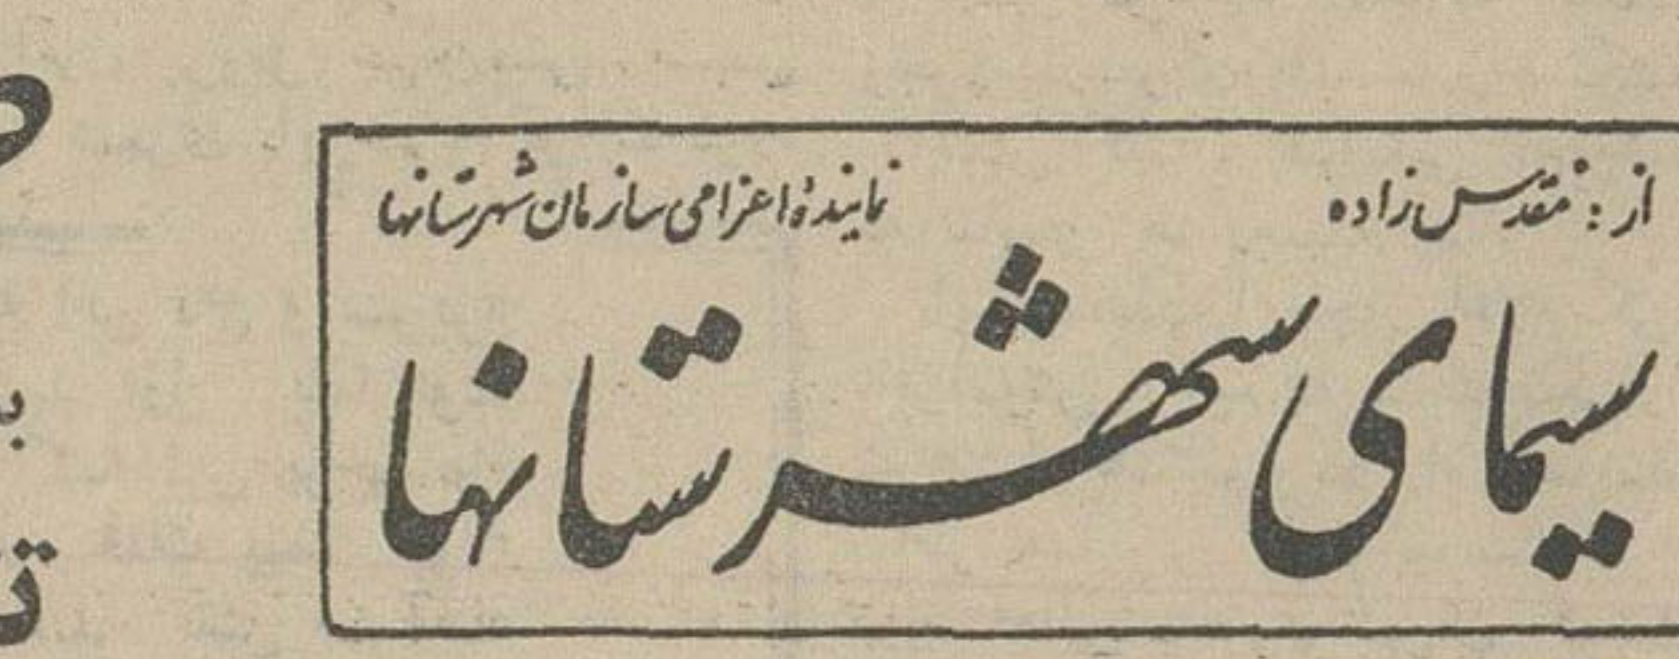 از: مقدس زاده
نمایندهٔ اعزامی سازمان شهرستانها
سیمای شهرستانها